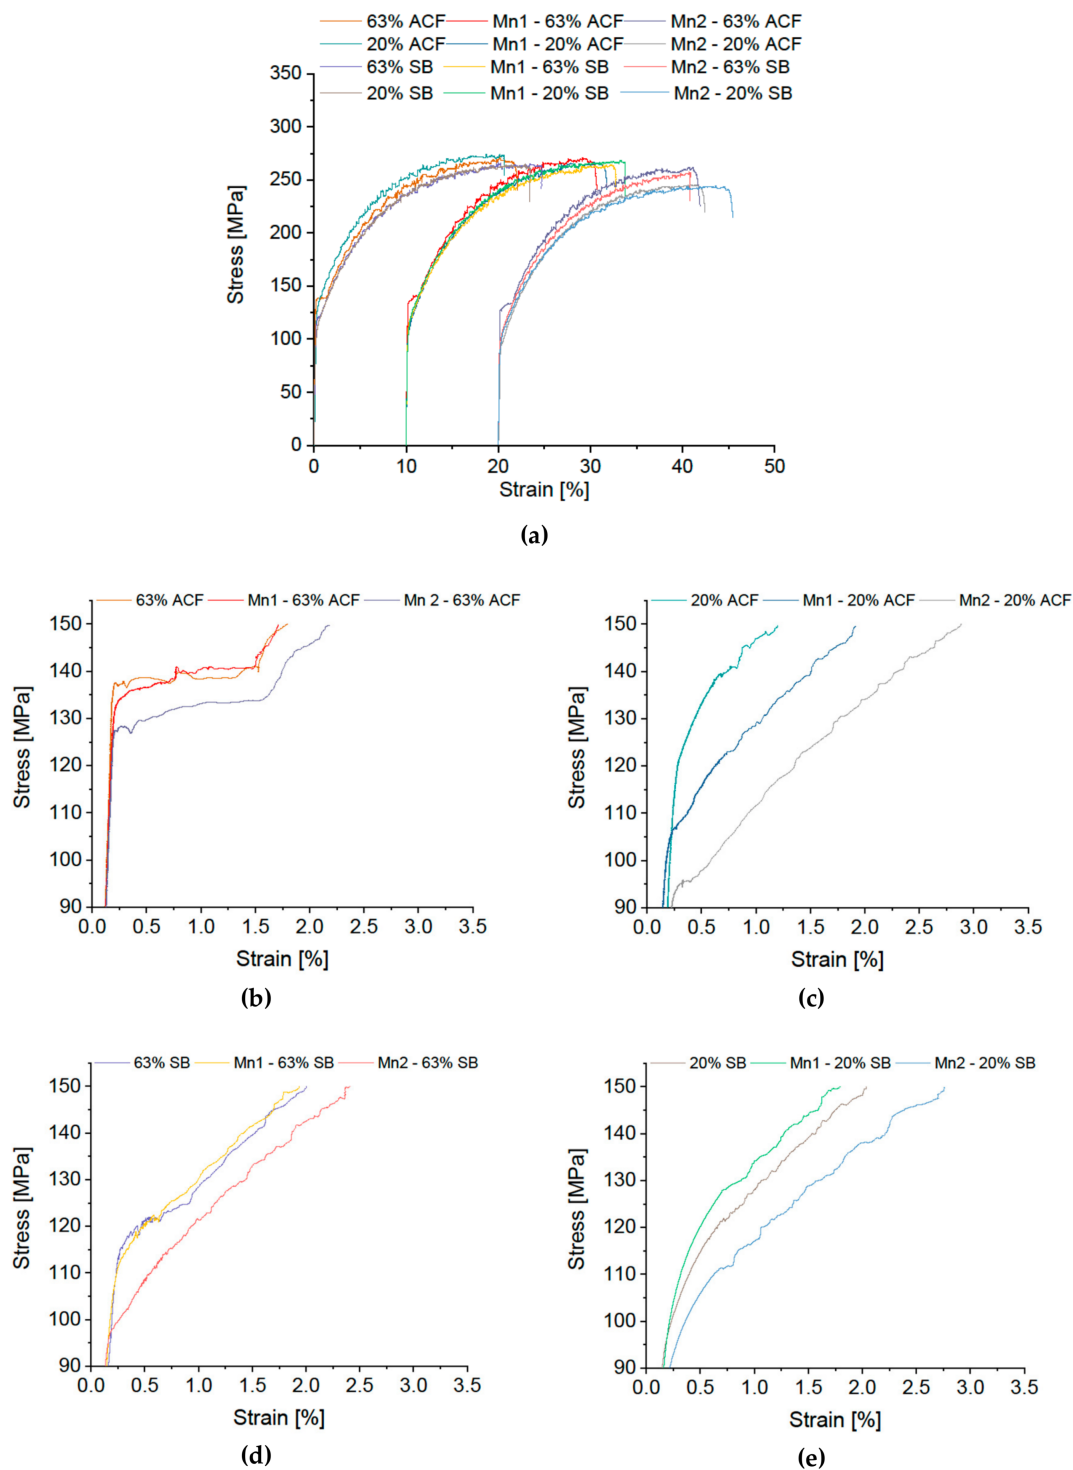 63% ACF Mn1 - 63% ACF Mn2 - 63% ACF
20% ACF Mn1 - 20% ACF Mn2 - 20% ACF
63% SB Mn1 - 63% SB Mn2 - 63% SB
20% SB Mn1 - 20% SB Mn2 - 20% SB
350
300
250
200
150
100
50
0
Stress [MPa]
0 10 20 30 40 50
Strain [%]
(a)
63% ACF Mn1 - 63% ACF Mn 2 - 63% ACF
150
140
130
120
110
100
90
Stress [MPa]
0.0 0.5 1.0 1.5 2.0 2.5 3.0 3.5
Strain [%]
(b)
20% ACF Mn1 - 20% ACF Mn2 - 20% ACF
150
140
130
120
110
100
90
Stress [MPa]
0.0 0.5 1.0 1.5 2.0 2.5 3.0 3.5
Strain [%]
(c)
63% SB Mn1 - 63% SB Mn2 - 63% SB
150
140
130
120
110
100
90
Stress [MPa]
0.0 0.5 1.0 1.5 2.0 2.5 3.0 3.5
Strain [%]
(d)
20% SB Mn1 - 20% SB Mn2 - 20% SB
150
140
130
120
110
100
90
Stress [MPa]
0.0 0.5 1.0 1.5 2.0 2.5 3.0 3.5
Strain [%]
(e)